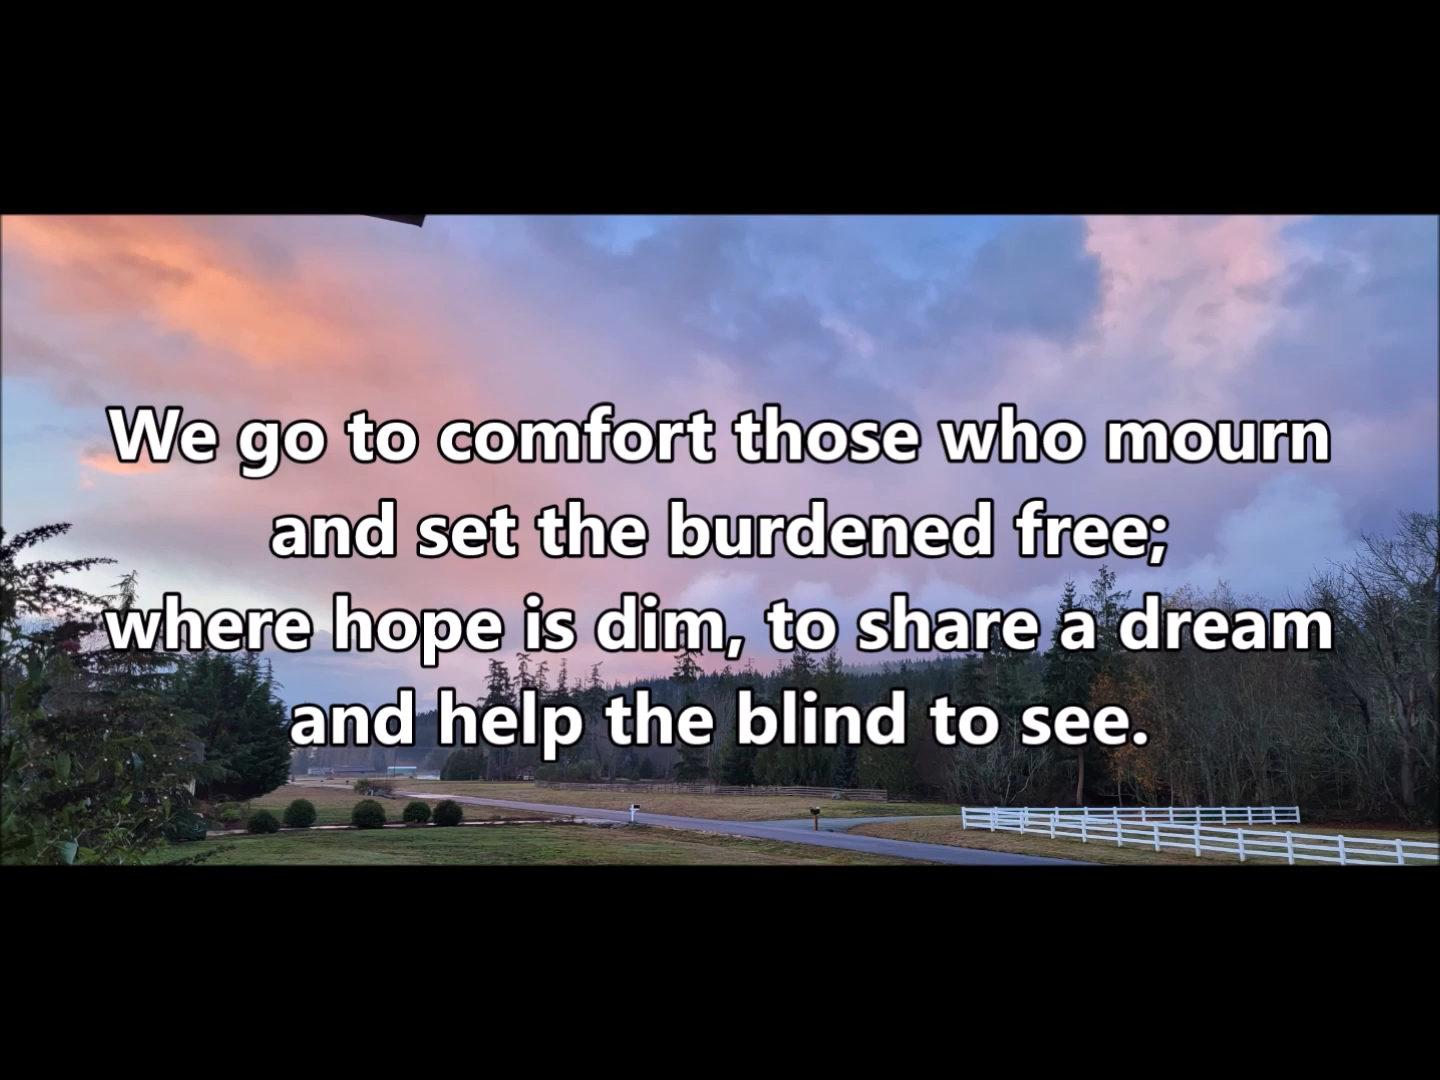 We go to comfort those who mourn
and set the burdened free;
where hope is dim, to share a dream
and help the blind to see.